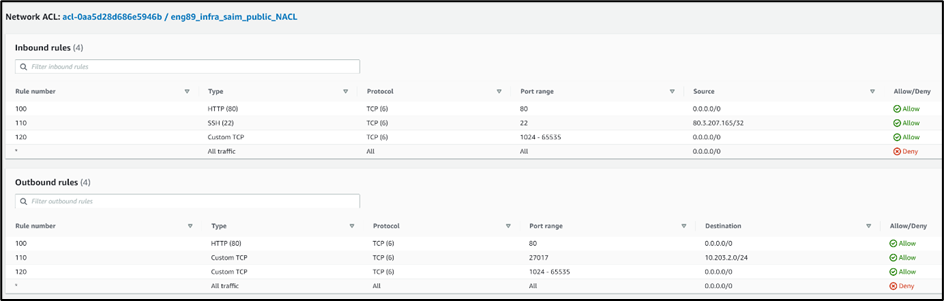 Network ACL: acl-0aa5d28d686e5946b / eng89_infra_saim_public_NACL
Inbound rules (4)
Filter inbound rules
Rule number Type Protocol Port range Source Allow/Deny
100 HTTP (80) TCP (6) 80 0.0.0.0/0 Allow
110 SSH (22) TCP (6) 22 80.3.207.165/32 Allow
120 Custom TCP TCP (6) 1024 - 65535 0.0.0.0/0 Allow
* All traffic All All 0.0.0.0/0 Deny
Outbound rules (4)
Filter outbound rules
Rule number Type Protocol Port range Destination Allow/Deny
100 HTTP (80) TCP (6) 80 0.0.0.0/0 Allow
110 Custom TCP TCP (6) 27017 10.203.2.0/24 Allow
120 Custom TCP TCP (6) 1024 - 65535 0.0.0.0/0 Allow
* All traffic All All 0.0.0.0/0 Deny